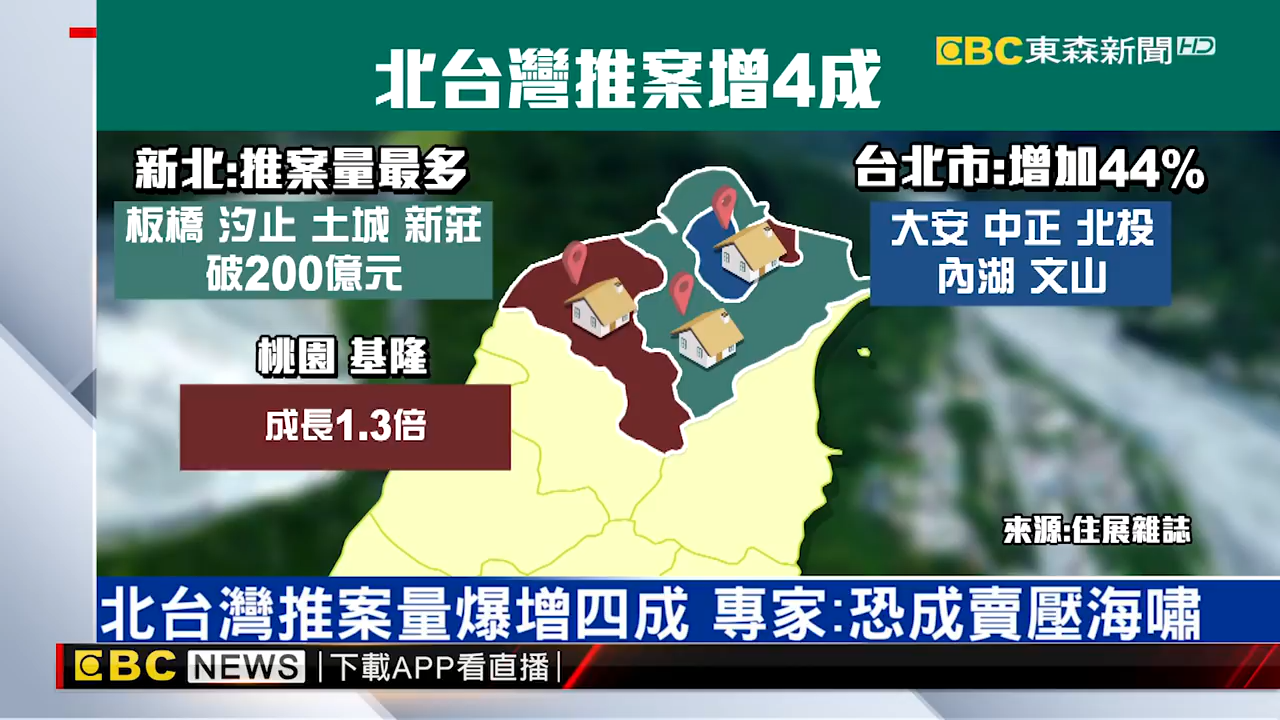 EBC東森新聞HD
北台灣推案增4成
新北:推案量最多
板橋 汐止 土城 新莊
破200億元
台北市:增加44%
大安 中正 北投
內湖 文山
桃園 基隆
成長1.3倍
來源:住展雜誌
北台灣推案量爆增四成 專家:恐成賣壓海嘯
EBC NEWS 下載APP看直播